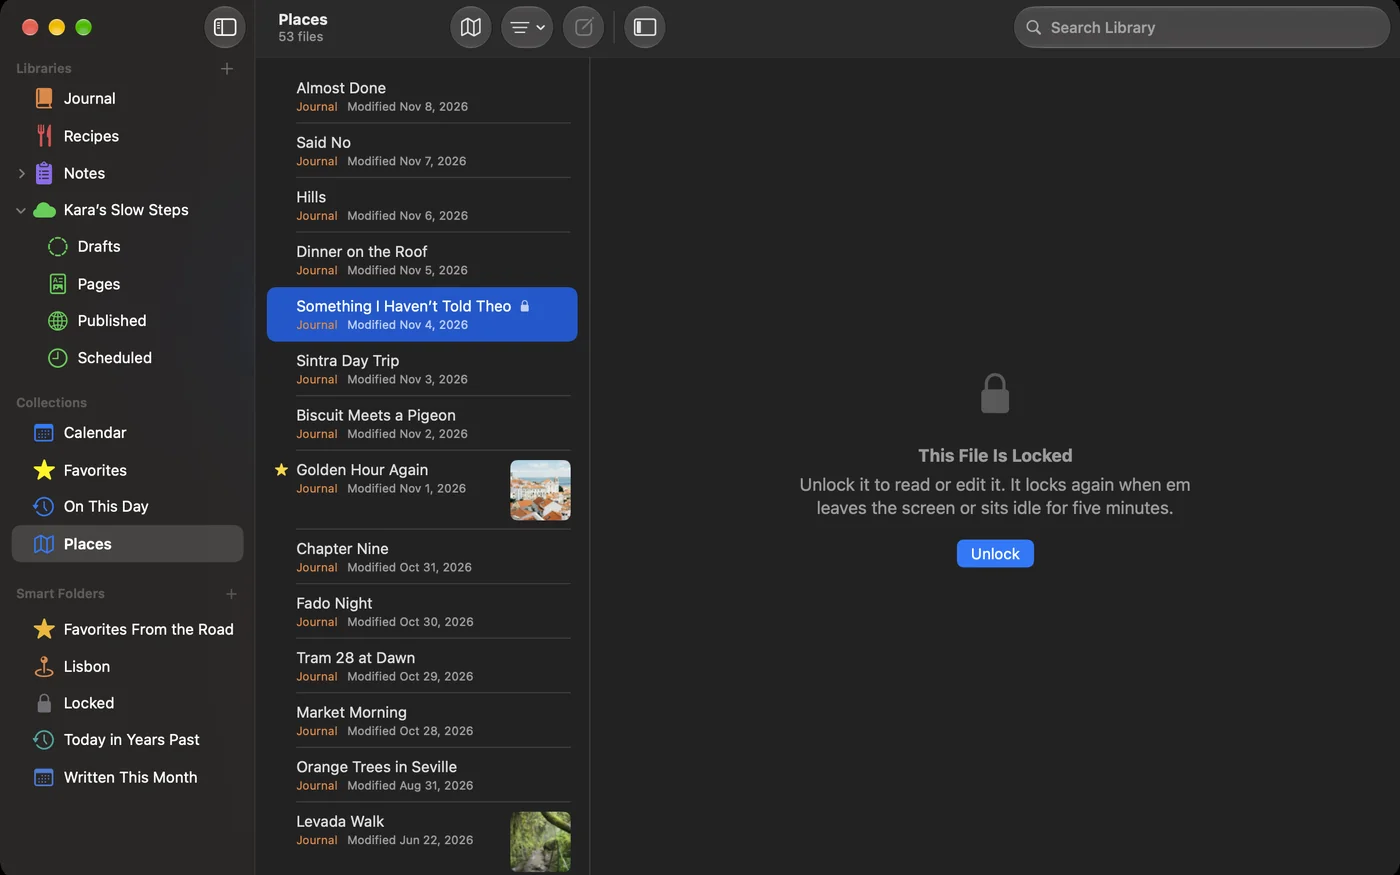 Libraries
Journal
Recipes
Notes
Kara’s Slow Steps
Drafts
Pages
Published
Scheduled
Collections
Calendar
Favorites
On This Day
Places
Smart Folders
Favorites From the Road
Lisbon
Locked
Today in Years Past
Written This Month
Places
53 files
Search Library
Almost Done
Journal Modified Nov 8, 2026
Said No
Journal Modified Nov 7, 2026
Hills
Journal Modified Nov 6, 2026
Dinner on the Roof
Journal Modified Nov 5, 2026
Something I Haven’t Told Theo
Journal Modified Nov 4, 2026
Sintra Day Trip
Journal Modified Nov 3, 2026
Biscuit Meets a Pigeon
Journal Modified Nov 2, 2026
Golden Hour Again
Journal Modified Nov 1, 2026
Chapter Nine
Journal Modified Oct 31, 2026
Fado Night
Journal Modified Oct 30, 2026
Tram 28 at Dawn
Journal Modified Oct 29, 2026
Market Morning
Journal Modified Oct 28, 2026
Orange Trees in Seville
Journal Modified Aug 31, 2026
Levada Walk
Journal Modified Jun 22, 2026
This File Is Locked
Unlock it to read or edit it. It locks again when em
leaves the screen or sits idle for five minutes.
Unlock